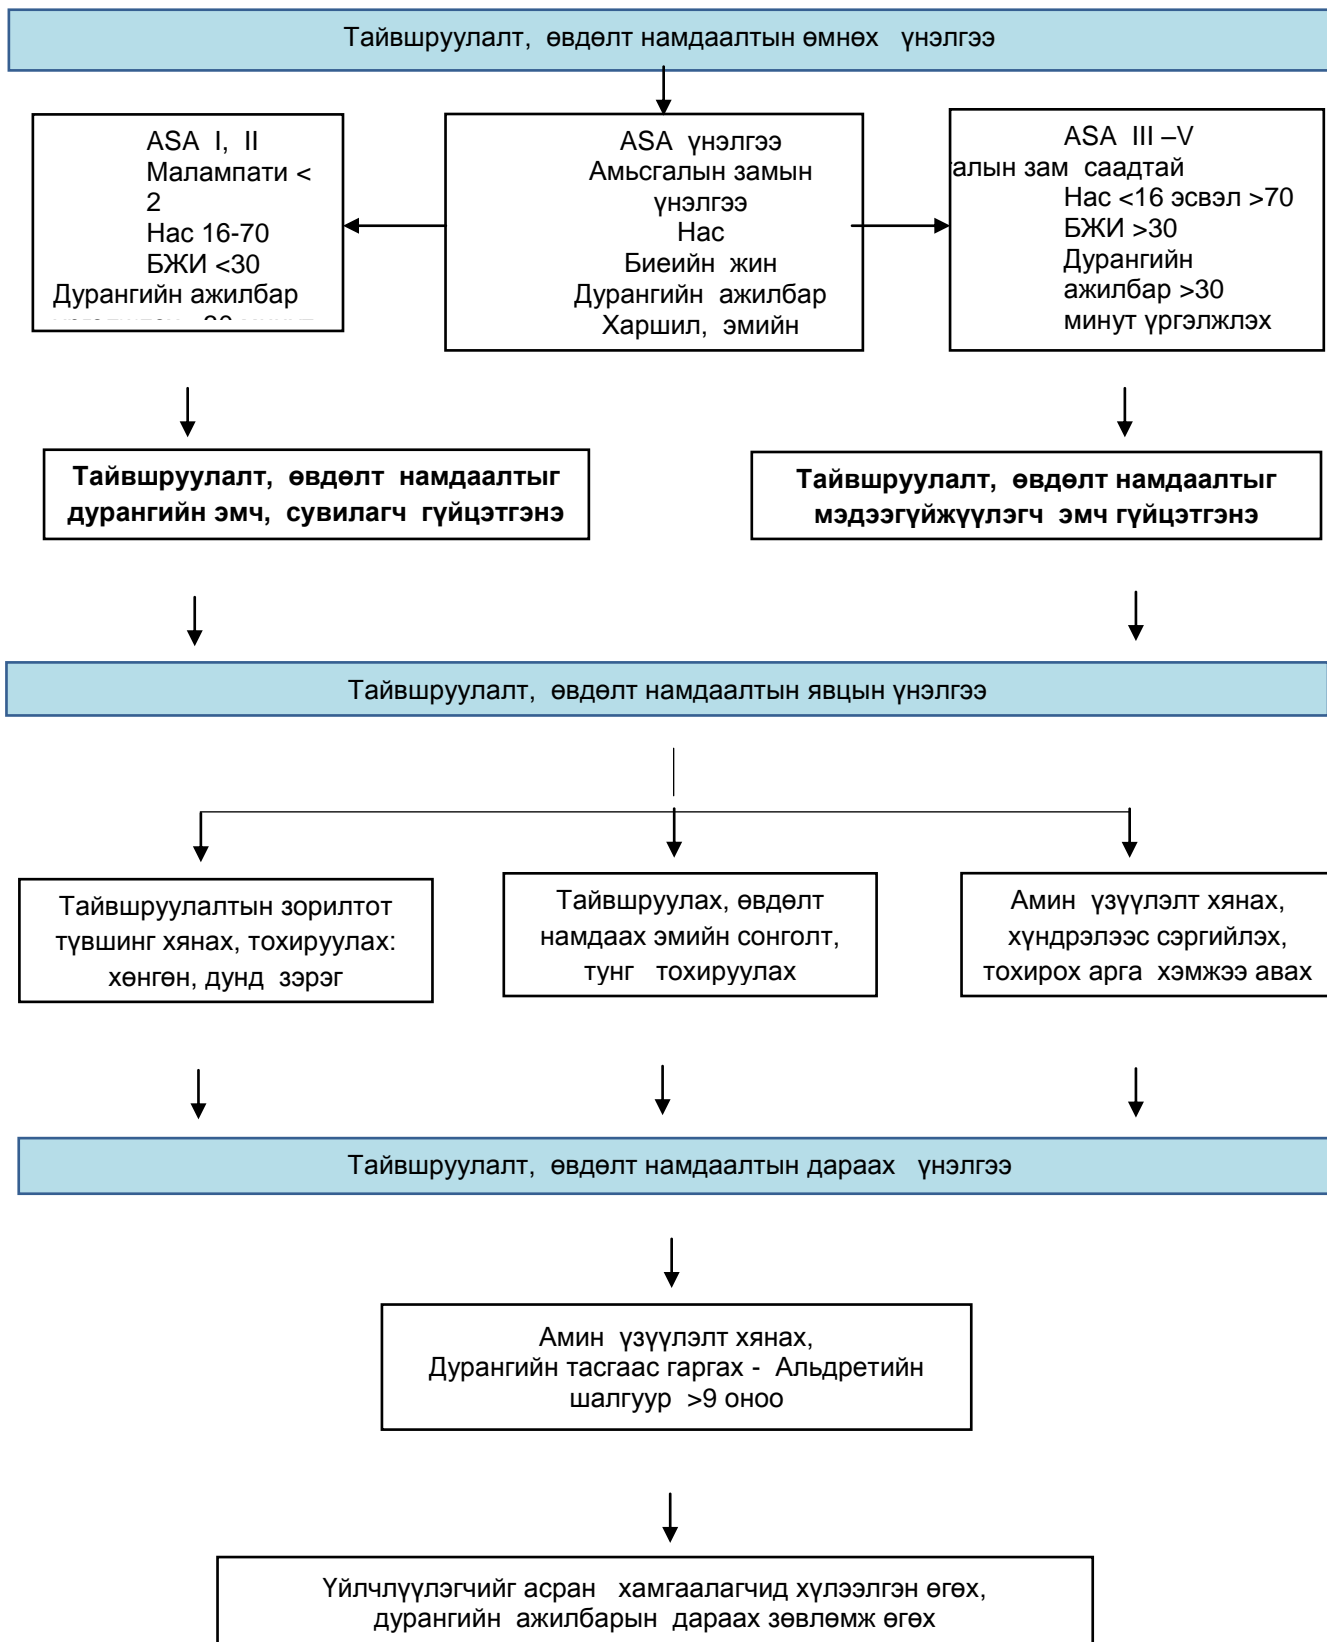 Тайвшруулалт, өвдөлт намдаалтын өмнөх үнэлгээ
ASA I, II
Малампати <
2
Нас 16-70
БЖИ <30
Дурангийн ажилбар
ASA үнэлгээ
Амьсгалын замын
үнэлгээ
Нас
Биеийн жин
Дурангийн ажилбар
Харшил, эмийн
ASA III –V
галын зам саадтай
Нас <16 эсвэл >70
БЖИ >30
Дурангийн
ажилбар >30
минут үргэлжлэх
Тайвшруулалт, өвдөлт намдаалтыг
дурангийн эмч, сувилагч гүйцэтгэнэ
Тайвшруулалт, өвдөлт намдаалтыг
мэдээгүйжүүлэгч эмч гүйцэтгэнэ
Тайвшруулалт, өвдөлт намдаалтын явцын үнэлгээ
Тайвшруулалтын зорилтот
түвшинг хянах, тохируулах:
хөнгөн, дунд зэрэг
Тайвшруулах, өвдөлт
намдаах эмийн сонголт,
тунг тохируулах
Амин үзүүлэлт хянах,
хүндрэлээс сэргийлэх,
тохирох арга хэмжээ авах
Тайвшруулалт, өвдөлт намдаалтын дараах үнэлгээ
Амин үзүүлэлт хянах,
Дурангийн тасгаас гаргах - Альдретийн
шалгуур >9 оноо
Үйлчлүүлэгчийг асран хамгаалагчид хүлээлгэн өгөх,
дурангийн ажилбарын дараах зөвлөмж өгөх